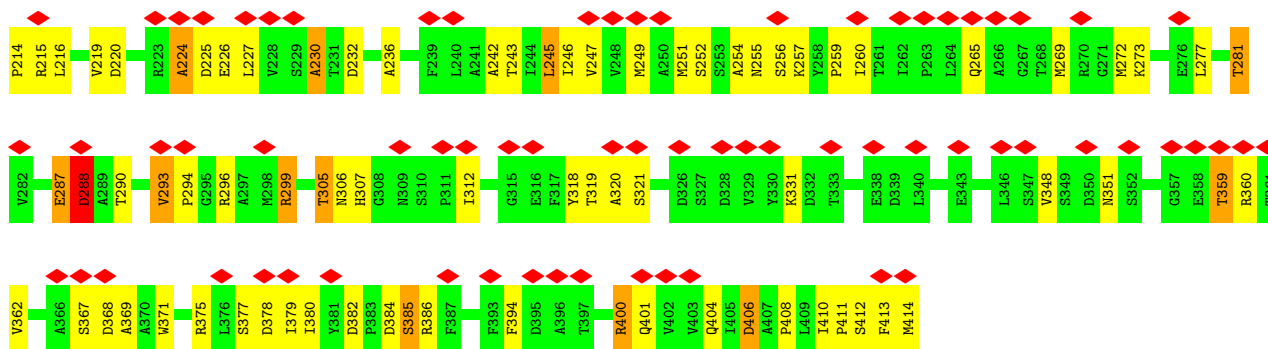 P214 R215 L216 V219 D220 R223 A224 D225 E226 L227 V228 S229 A230 T231 D232 A236 F239 L240 A241 A242 T243 I244 L245 I246 V247 V248 M249 A250 M251 S252 S253 A254 N255 S256 K257 Y258 P259 I260 T261 I262 P263 L264 Q265 A266 G267 T268 M269 R270 G271 M272 K273 E276 L277 T281
V282 E287 D288 A289 T290 V293 P294 G295 R296 A297 M298 R299 T305 N306 H307 G308 N309 S310 P311 I312 G315 E316 F317 Y318 T319 A320 S321 D326 S327 D328 V329 Y330 K331 D332 T333 E338 D339 L340 E343 L346 S347 V348 S349 D350 N351 S352 G357 E358 T359 R360
V362 A366 S367 D368 A369 A370 W371 R375 L376 S377 D378 I379 I380 Y381 D382 P383 D384 S385 R386 F387 F393 F394 D395 A396 T397 R400 Q401 V402 V403 Q404 I405 D406 A407 P408 L409 I410 P411 S412 F413 M414